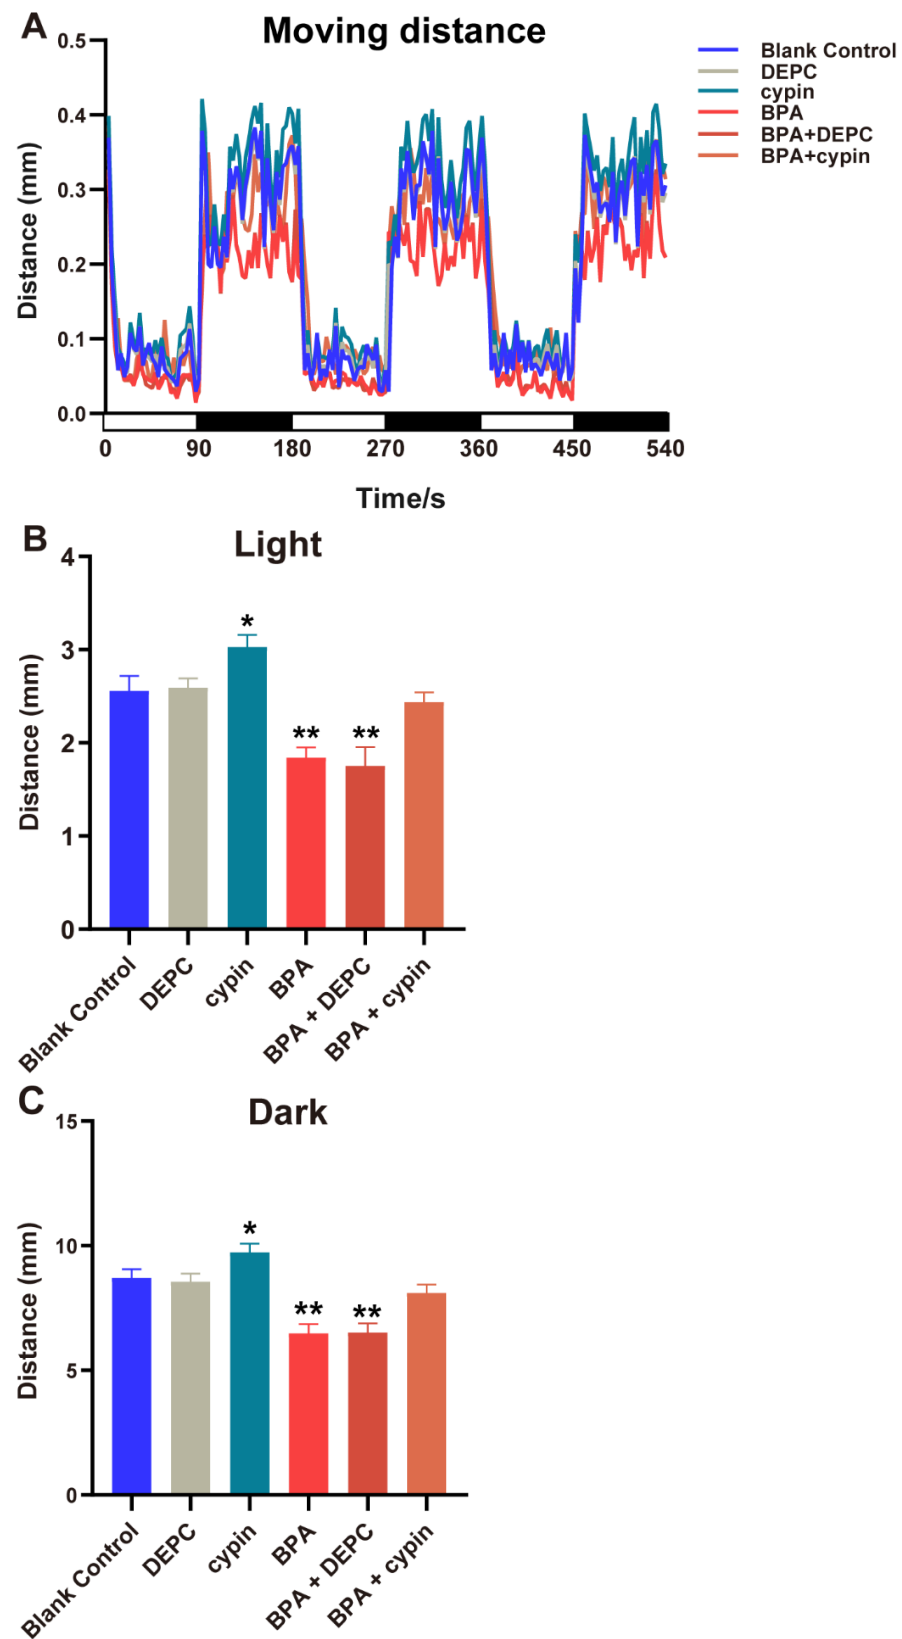 A
Moving distance
Distance (mm)
0.5
0.4
0.3
0.2
0.1
0.0
0 90 180 270 360 450 540
Time/s
Blank Control
DEPC
cypin
BPA
BPA+DEPC
BPA+cypin
B
Light
Distance (mm)
4
3
2
1
0
*
** **
Blank Control
DEPC
cypin
BPA
BPA + DEPC
BPA + cypin
C
Dark
Distance (mm)
15
10
5
0
*
** **
Blank Control
DEPC
cypin
BPA
BPA + DEPC
BPA + cypin